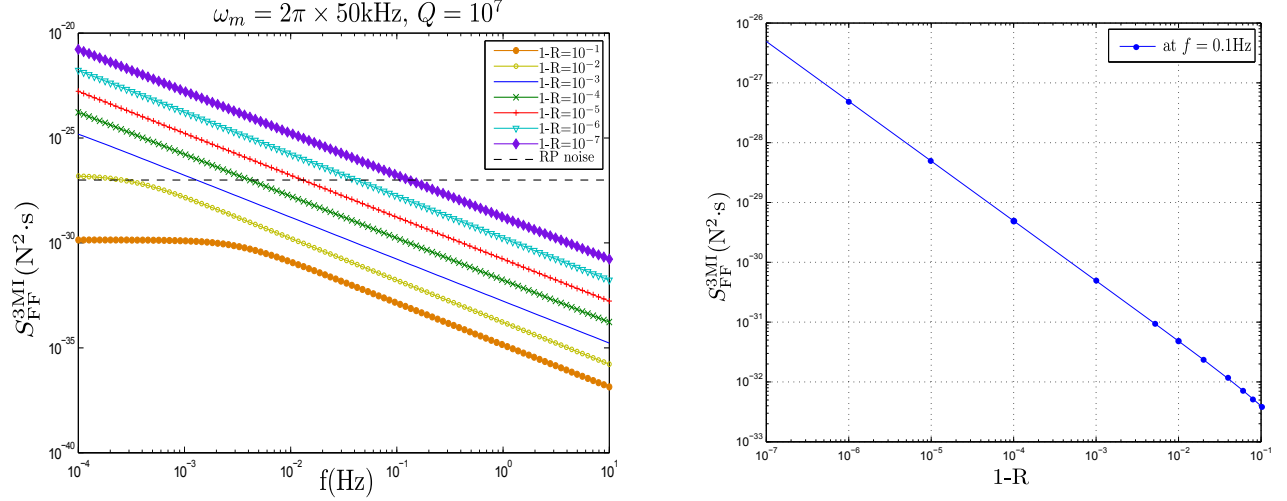 ω_m = 2π × 50kHz, Q = 10^7
S_FF^3MI (N^2·s)
10^-20
10^-25
10^-30
10^-35
10^-40
1-R=10^-1
1-R=10^-2
1-R=10^-3
1-R=10^-4
1-R=10^-5
1-R=10^-6
1-R=10^-7
RP noise
10^-4 10^-3 10^-2 10^-1 10^0 10^1
f(Hz)
S_FF^3MI (N^2·s)
10^-26
10^-27
10^-28
10^-29
10^-30
10^-31
10^-32
10^-33
at f = 0.1Hz
10^-7 10^-6 10^-5 10^-4 10^-3 10^-2 10^-1
1-R